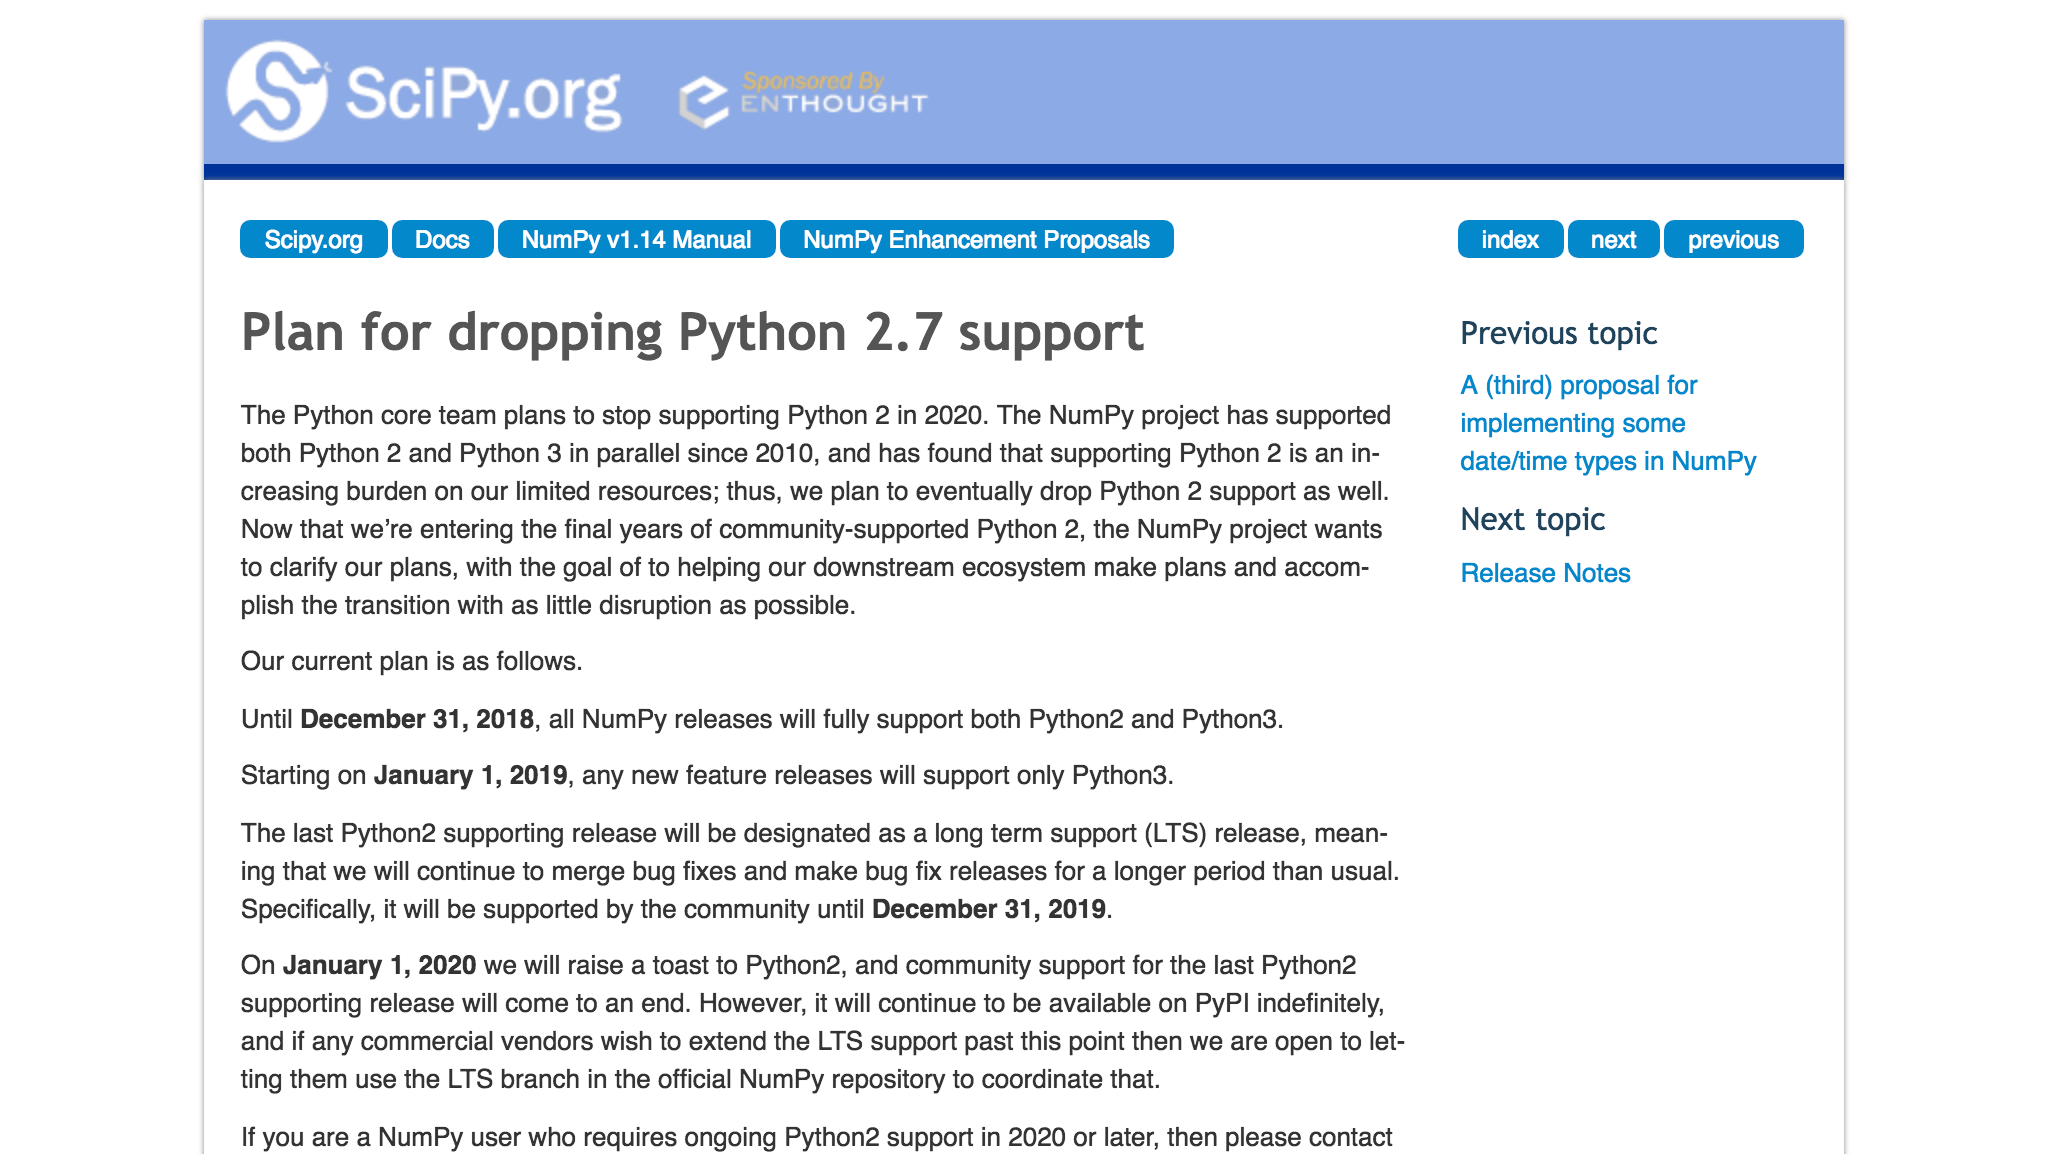 SciPy.org
Sponsored By
ENTHOUGHT
Scipy.org
Docs
NumPy v1.14 Manual
NumPy Enhancement Proposals
index
next
previous
Plan for dropping Python 2.7 support
The Python core team plans to stop supporting Python 2 in 2020. The NumPy project has supported
both Python 2 and Python 3 in parallel since 2010, and has found that supporting Python 2 is an in-
creasing burden on our limited resources; thus, we plan to eventually drop Python 2 support as well.
Now that we’re entering the final years of community-supported Python 2, the NumPy project wants
to clarify our plans, with the goal of to helping our downstream ecosystem make plans and accom-
plish the transition with as little disruption as possible.
Our current plan is as follows.
Until December 31, 2018, all NumPy releases will fully support both Python2 and Python3.
Starting on January 1, 2019, any new feature releases will support only Python3.
The last Python2 supporting release will be designated as a long term support (LTS) release, mean-
ing that we will continue to merge bug fixes and make bug fix releases for a longer period than usual.
Specifically, it will be supported by the community until December 31, 2019.
On January 1, 2020 we will raise a toast to Python2, and community support for the last Python2
supporting release will come to an end. However, it will continue to be available on PyPI indefinitely,
and if any commercial vendors wish to extend the LTS support past this point then we are open to let-
ting them use the LTS branch in the official NumPy repository to coordinate that.
If you are a NumPy user who requires ongoing Python2 support in 2020 or later, then please contact
Previous topic
A (third) proposal for
implementing some
date/time types in NumPy
Next topic
Release Notes